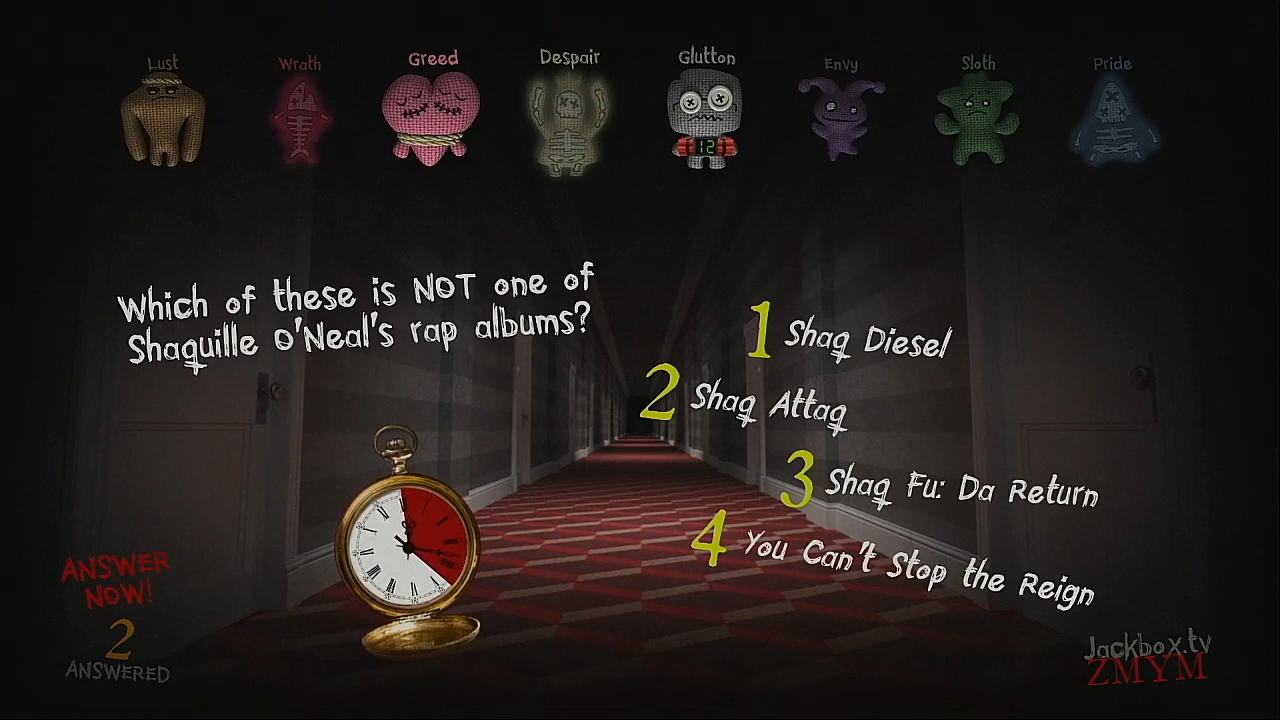 Lust
Wrath
Greed
Despair
Glutton
Envy
Sloth
Pride
12
Which of these is NOT one of
Shaquille O'Neal's rap albums?
1 Shaq Diesel
2 Shaq Attaq
3 Shaq Fu: Da Return
4 You Can't Stop the Reign
ANSWER
NOW!
2
ANSWERED
Jackbox.tv
ZMYM